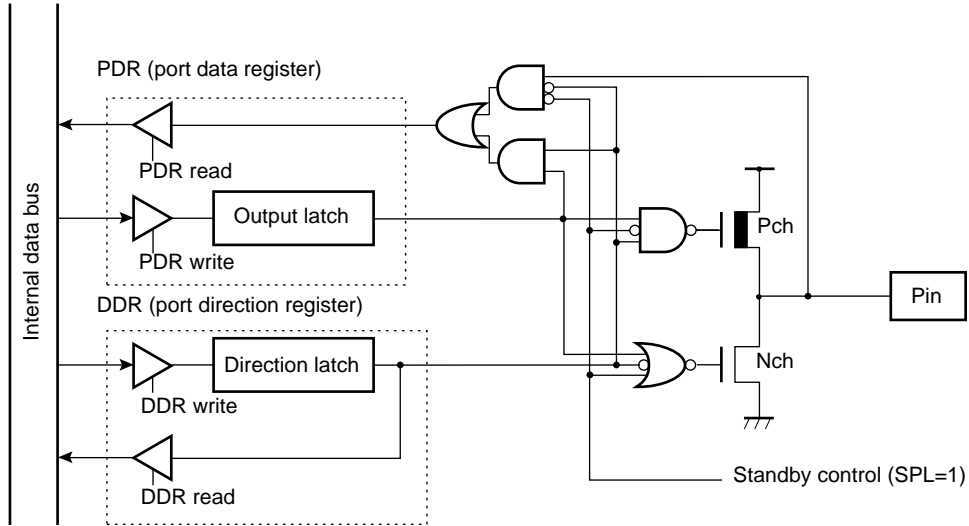 PDR (port data register)
PDR read
Output latch
PDR write
Pch
Internal data bus
Pin
DDR (port direction register)
Direction latch
Nch
DDR write
Standby control (SPL=1)
DDR read